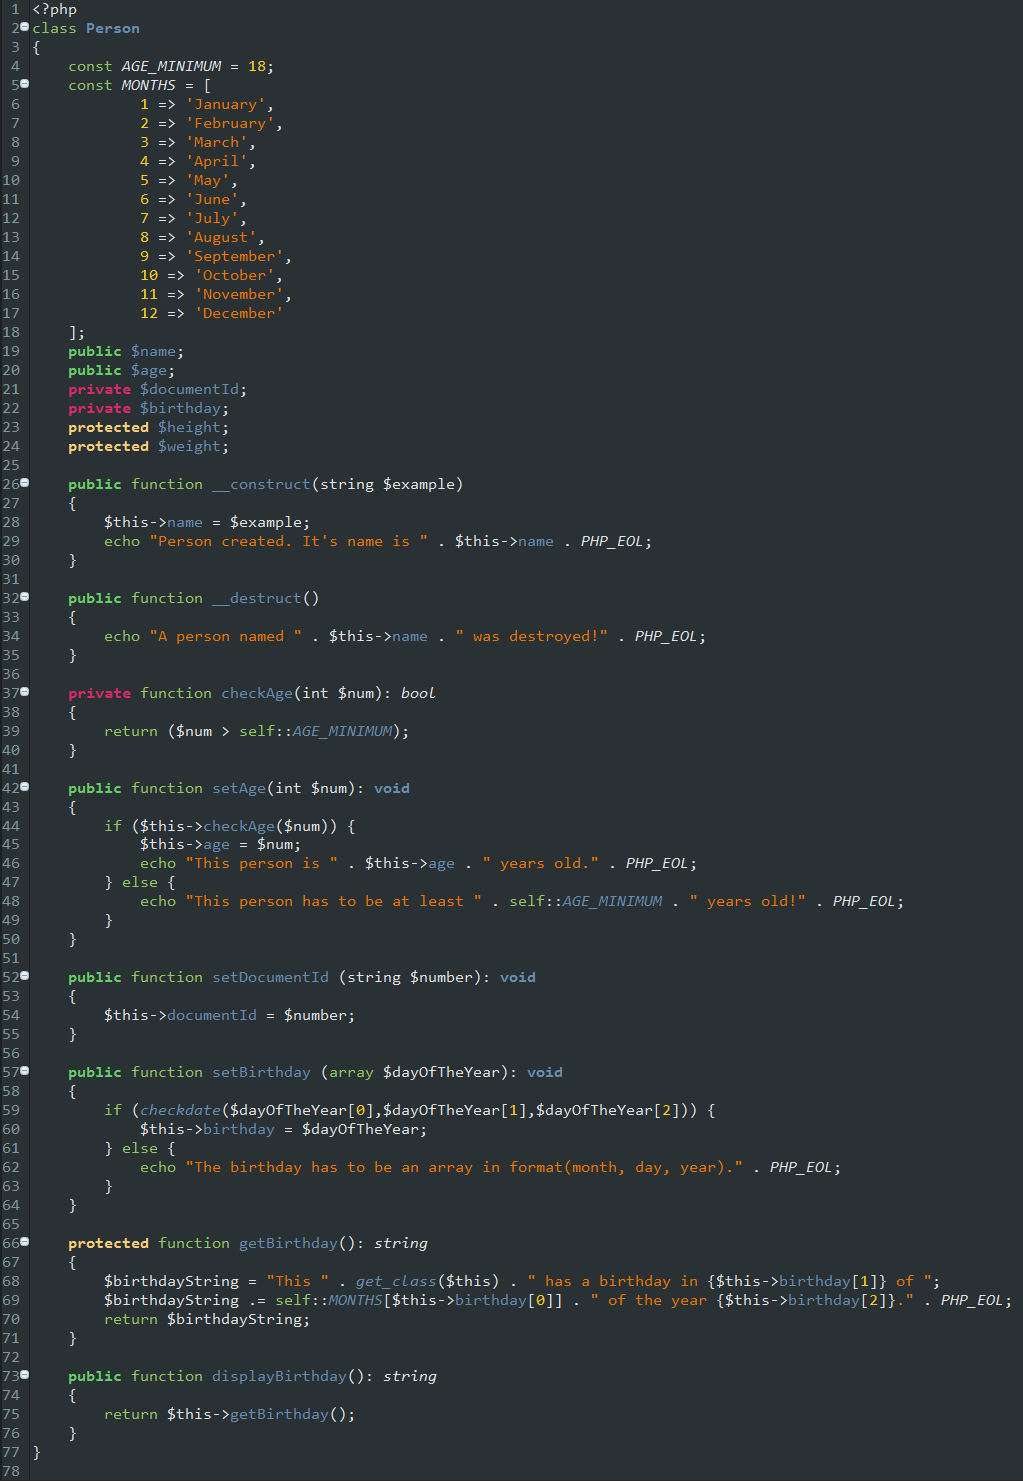 1 <?php
2 class Person
3 {
4     const AGE_MINIMUM = 18;
5     const MONTHS = [
6             1 => 'January',
7             2 => 'February',
8             3 => 'March',
9             4 => 'April',
10             5 => 'May',
11             6 => 'June',
12             7 => 'July',
13             8 => 'August',
14             9 => 'September',
15             10 => 'October',
16             11 => 'November',
17             12 => 'December'
18     ];
19     public $name;
20     public $age;
21     private $documentId;
22     private $birthday;
23     protected $height;
24     protected $weight;
25
26     public function __construct(string $example)
27     {
28         $this->name = $example;
29         echo "Person created. It's name is " . $this->name . PHP_EOL;
30     }
31
32     public function __destruct()
33     {
34         echo "A person named " . $this->name . " was destroyed!" . PHP_EOL;
35     }
36
37     private function checkAge(int $num): bool
38     {
39         return ($num > self::AGE_MINIMUM);
40     }
41
42     public function setAge(int $num): void
43     {
44         if ($this->checkAge($num)) {
45             $this->age = $num;
46             echo "This person is " . $this->age . " years old." . PHP_EOL;
47         } else {
48             echo "This person has to be at least " . self::AGE_MINIMUM . " years old!" . PHP_EOL;
49         }
50     }
51
52     public function setDocumentId (string $number): void
53     {
54         $this->documentId = $number;
55     }
56
57     public function setBirthday (array $dayOfTheYear): void
58     {
59         if (checkdate($dayOfTheYear[0],$dayOfTheYear[1],$dayOfTheYear[2])) {
60             $this->birthday = $dayOfTheYear;
61         } else {
62             echo "The birthday has to be an array in format(month, day, year)." . PHP_EOL;
63         }
64     }
65
66     protected function getBirthday(): string
67     {
68         $birthdayString = "This " . get_class($this) . " has a birthday in {$this->birthday[1]} of ";
69         $birthdayString .= self::MONTHS[$this->birthday[0]] . " of the year {$this->birthday[2]}." . PHP_EOL;
70         return $birthdayString;
71     }
72
73     public function displayBirthday(): string
74     {
75         return $this->getBirthday();
76     }
77 }
78